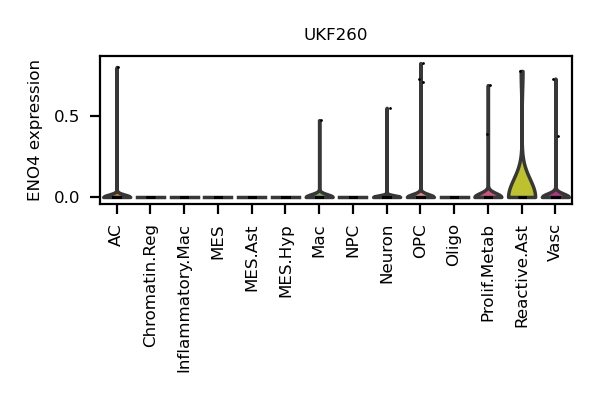 UKF260
ENO4 expression
0.5
0.0
AC
Chromatin.Reg
Inflammatory.Mac
MES
MES.Ast
MES.Hyp
Mac
NPC
Neuron
OPC
Oligo
Prolif.Metab
Reactive.Ast
Vasc